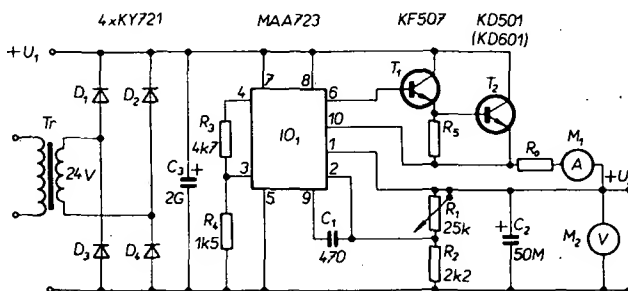 4xKY721 MAA723 KF507 KD501
(KD601)
+U₁
D₁ D₂ 7 8 T₁ T₂
4 6
Tr R₃ IO₁ 10 R₅ M₁
4k7 1 R₀ A
24V C₃ + 3 2 +U
2G 5 9 C₁ R₁
R₄ 25k + C₂ M₂ V
D₃ D₄ 1k5 470 R₂ 50M
2k2